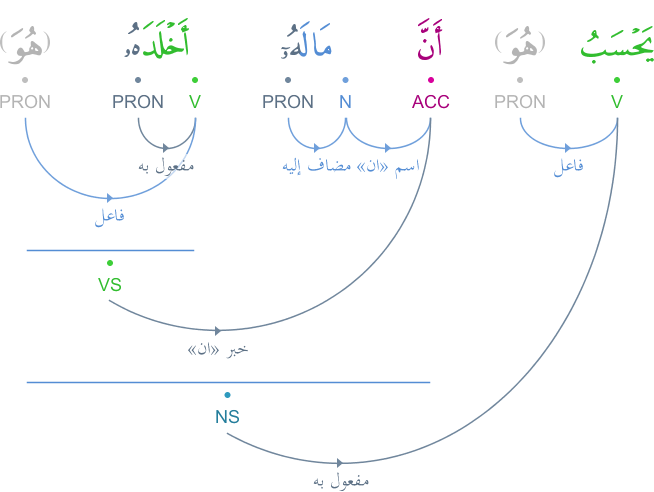 يَحْسَبُ (هُوَ) أَنَّ مَالَهُۥٓ أَخْلَدَهُۥ (هُوَ)
V PRON ACC N PRON V PRON PRON
فاعل اسم «ان» مضاف إليه مفعول به
فاعل
VS
خبر «ان»
NS
مفعول به